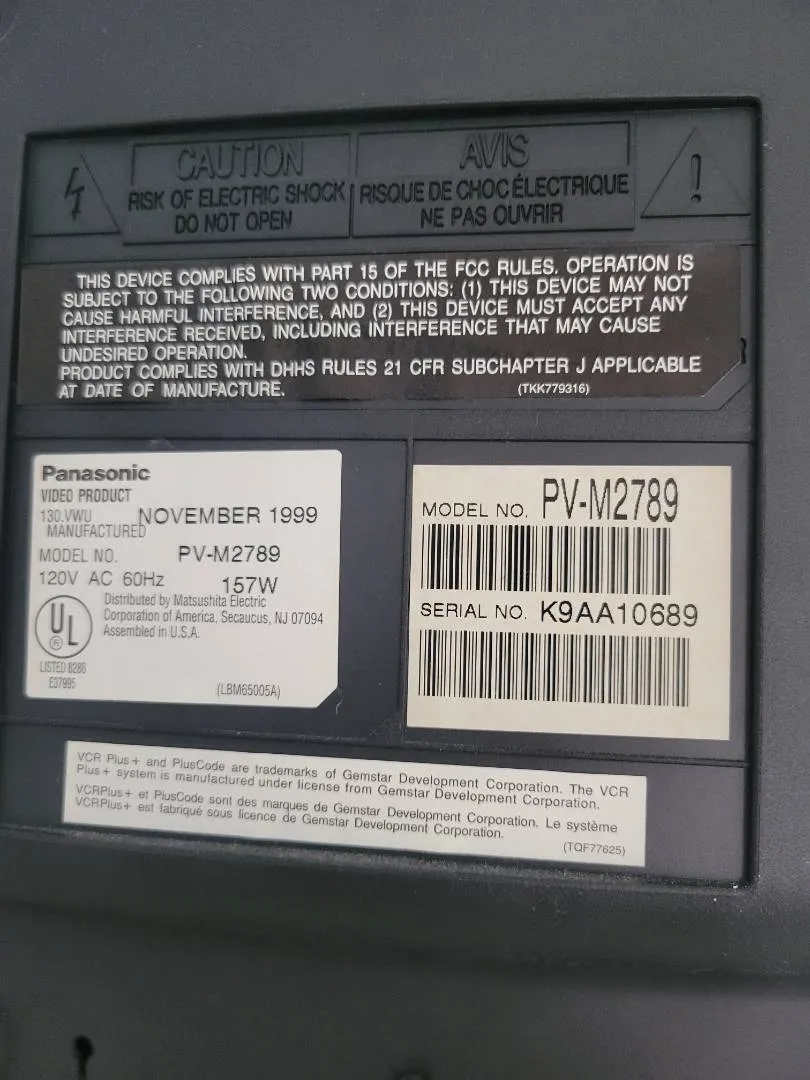 CAUTION
RISK OF ELECTRIC SHOCK
DO NOT OPEN
AVIS
RISQUE DE CHOC ÉLECTRIQUE
NE PAS OUVRIR
THIS DEVICE COMPLIES WITH PART 15 OF THE FCC RULES. OPERATION IS
SUBJECT TO THE FOLLOWING TWO CONDITIONS: (1) THIS DEVICE MAY NOT
CAUSE HARMFUL INTERFERENCE, AND (2) THIS DEVICE MUST ACCEPT ANY
INTERFERENCE RECEIVED, INCLUDING INTERFERENCE THAT MAY CAUSE
UNDESIRED OPERATION.
PRODUCT COMPLIES WITH DHHS RULES 21 CFR SUBCHAPTER J APPLICABLE
AT DATE OF MANUFACTURE.
(TKK779316)
Panasonic
VIDEO PRODUCT
130.VWU
MANUFACTURED NOVEMBER 1999
MODEL NO. PV-M2789
120V AC 60Hz 157W
UL
®
Distributed by Matsushita Electric
Corporation of America, Secaucus, NJ 07094
Assembled in U.S.A.
LISTED 628B
E37995
(LBM65005A)
MODEL NO. PV-M2789
SERIAL NO. K9AA10689
VCR Plus+ and PlusCode are trademarks of Gemstar Development Corporation. The VCR
Plus+ system is manufactured under license from Gemstar Development Corporation.
VCRPlus+ et PlusCode sont des marques de Gemstar Development Corporation. Le système
VCRPlus+ est fabriqué sous licence de Gemstar Development Corporation.
(TQF77625)